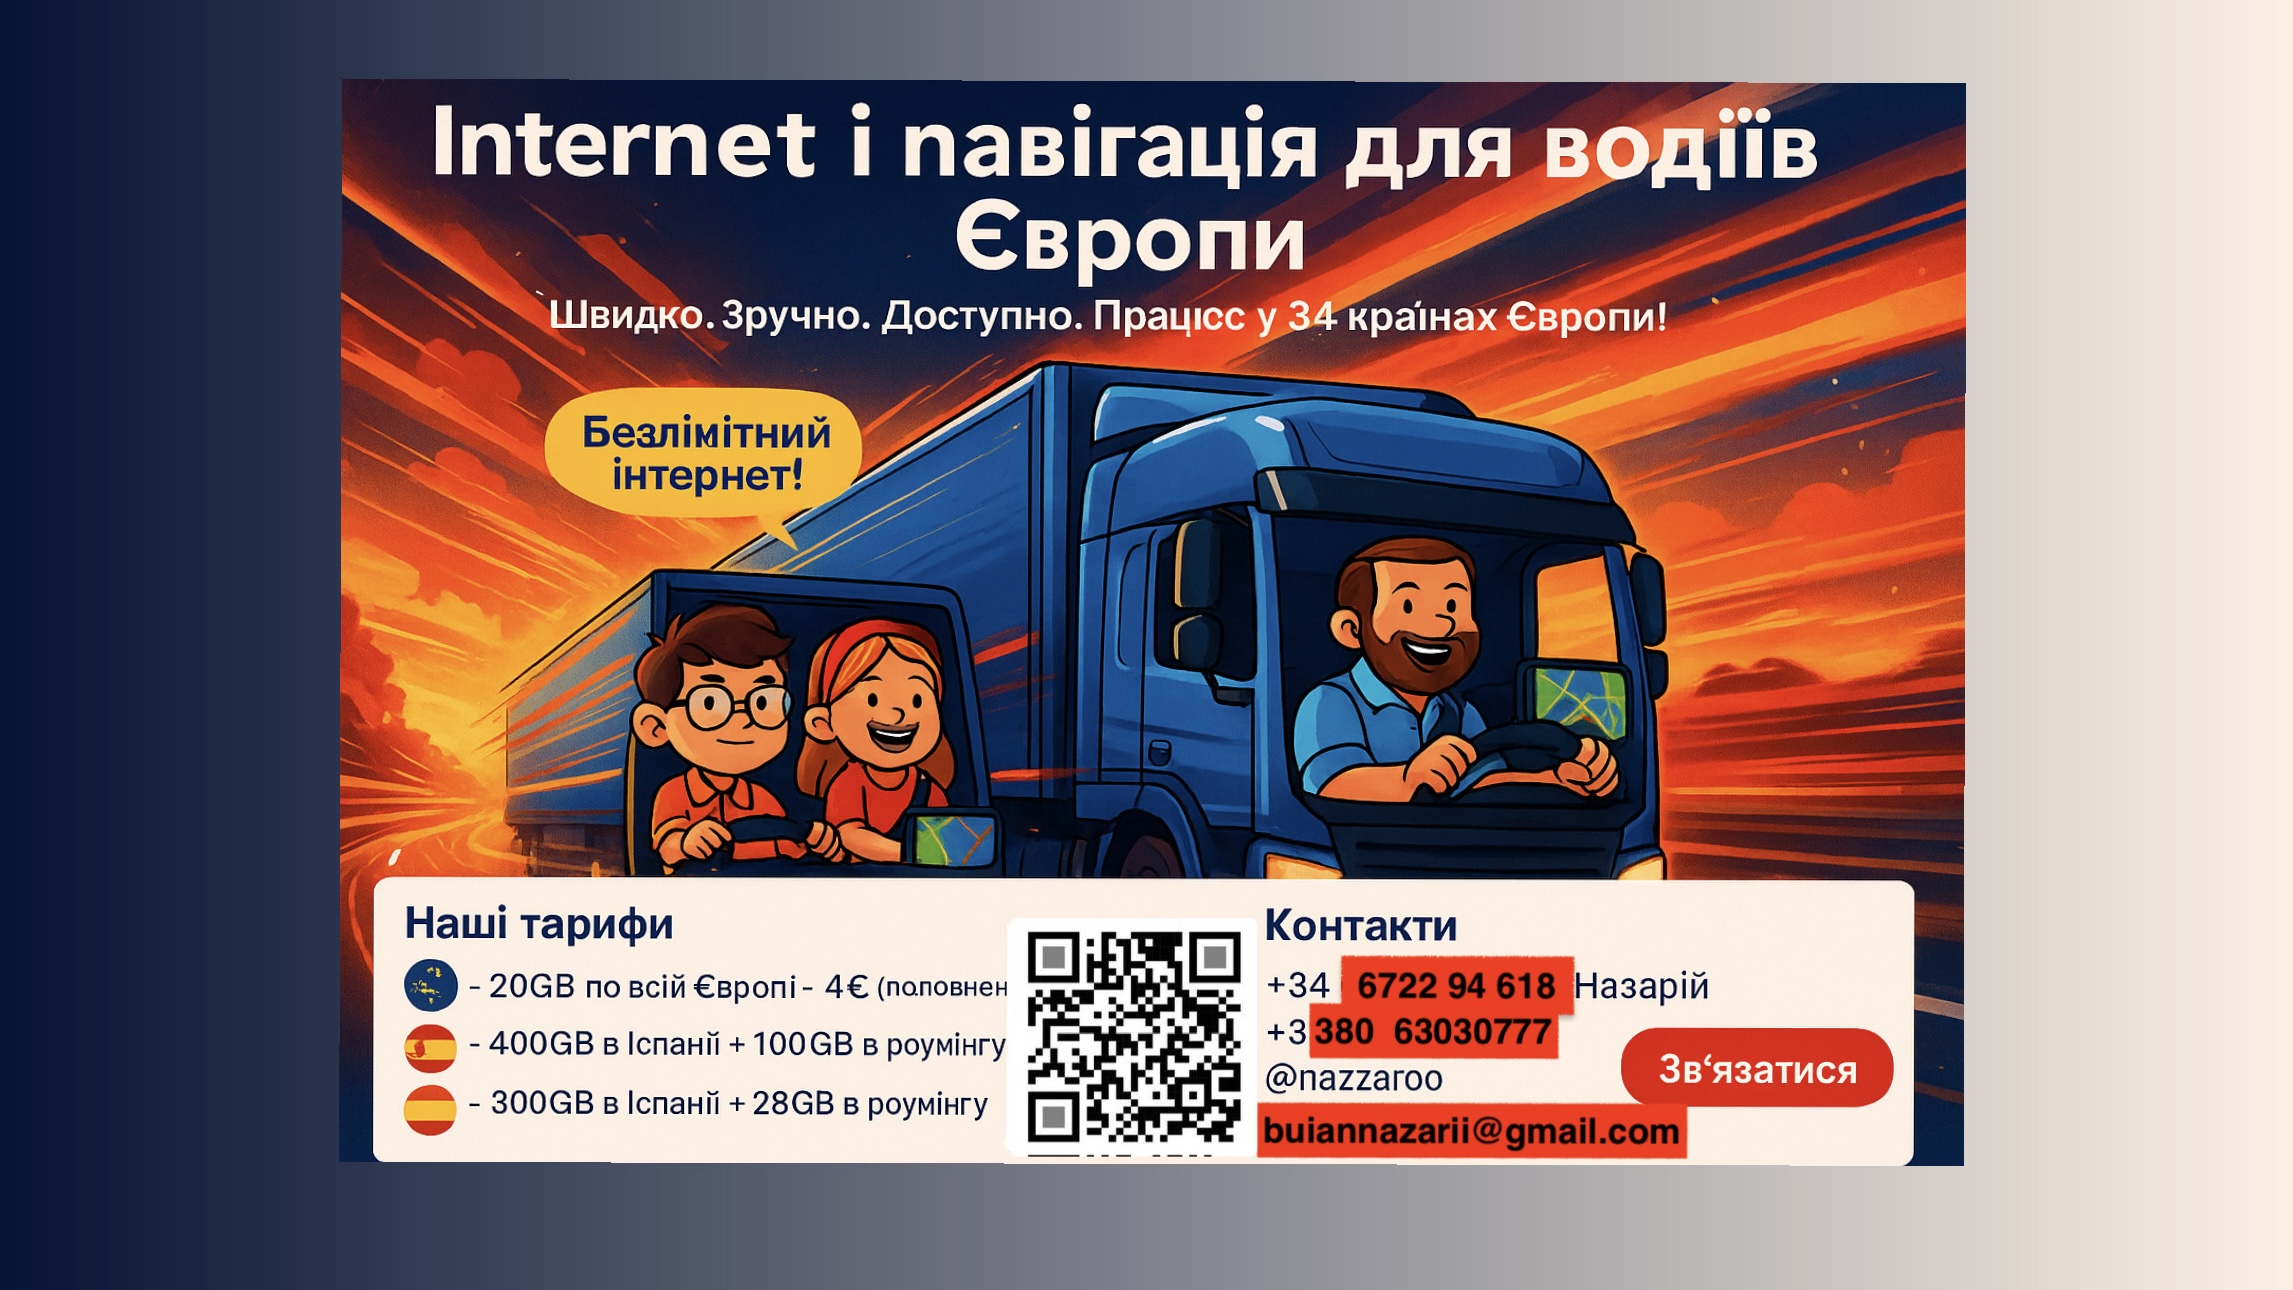 Internet і navігація для водіїв
Європи
Швидко. Зручно. Доступно. Працісс у 34 країнах Європи!
Безлімітний
інтернет!
Наші тарифи
- 20GB по всій Європі - 4€ (поповнен
- 400GB в Іспанії + 100GB в роумінгу
- 300GB в Іспанії + 28GB в роумінгу
Контакти
+34 6722 94 618 Назарій
+3 380 63030777
@nazzaroo
Зв‘язатися
buiannazarii@gmail.com